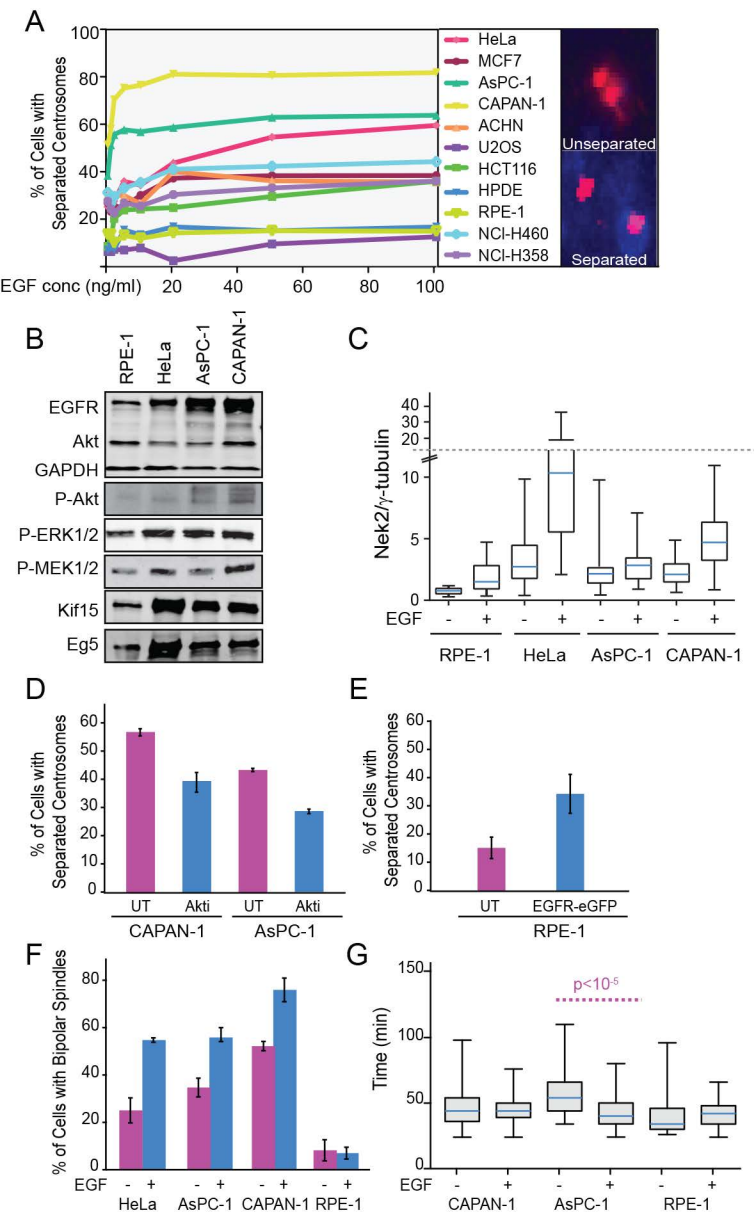 A
% of Cells with
Separated Centrosomes
100
80
60
40
20
0 20 40 60 80 100
EGF conc (ng/ml)
HeLa
MCF7
AsPC-1
CAPAN-1
ACHN
U2OS
HCT116
HPDE
RPE-1
NCI-H460
NCI-H358
Unseparated
Separated
B
RPE-1
HeLa
AsPC-1
CAPAN-1
EGFR
Akt
GAPDH
P-Akt
P-ERK1/2
P-MEK1/2
Kif15
Eg5
C
Nek2/γ-tubulin
40
30
20
10
5
0
EGF - + - + - + - +
RPE-1 HeLa AsPC-1 CAPAN-1
D
% of Cells with
Separated Centrosomes
60
50
40
30
20
10
0
UT Akti UT Akti
CAPAN-1 AsPC-1
E
% of Cells with
Separated Centrosomes
60
50
40
30
20
10
0
UT EGFR-eGFP
RPE-1
F
% of Cells with Bipolar Spindles
80
60
40
20
0
EGF - + - + - + - +
HeLa AsPC-1 CAPAN-1 RPE-1
G
Time (min)
150
100
50
0
p<10-5
EGF - + - + - +
CAPAN-1 AsPC-1 RPE-1